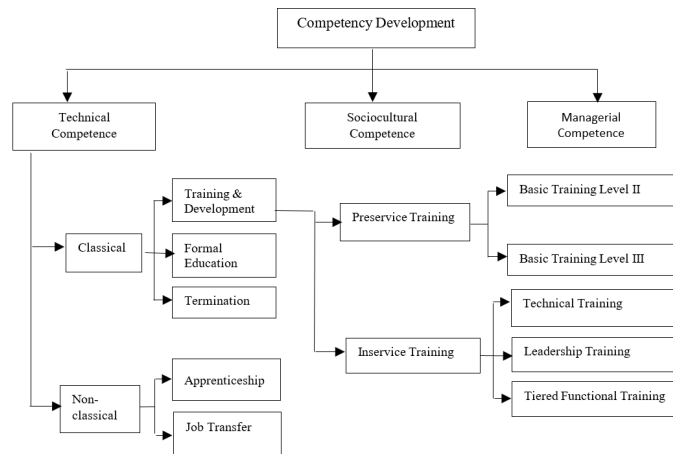 Competency Development
Technical
Competence
Sociocultural
Competence
Managerial
Competence
Training &
Development
Preservice Training
Basic Training Level II
Classical
Formal
Education
Basic Training Level III
Termination
Technical Training
Inservice Training
Leadership Training
Non-
classical
Apprenticeship
Tiered Functional Training
Job Transfer